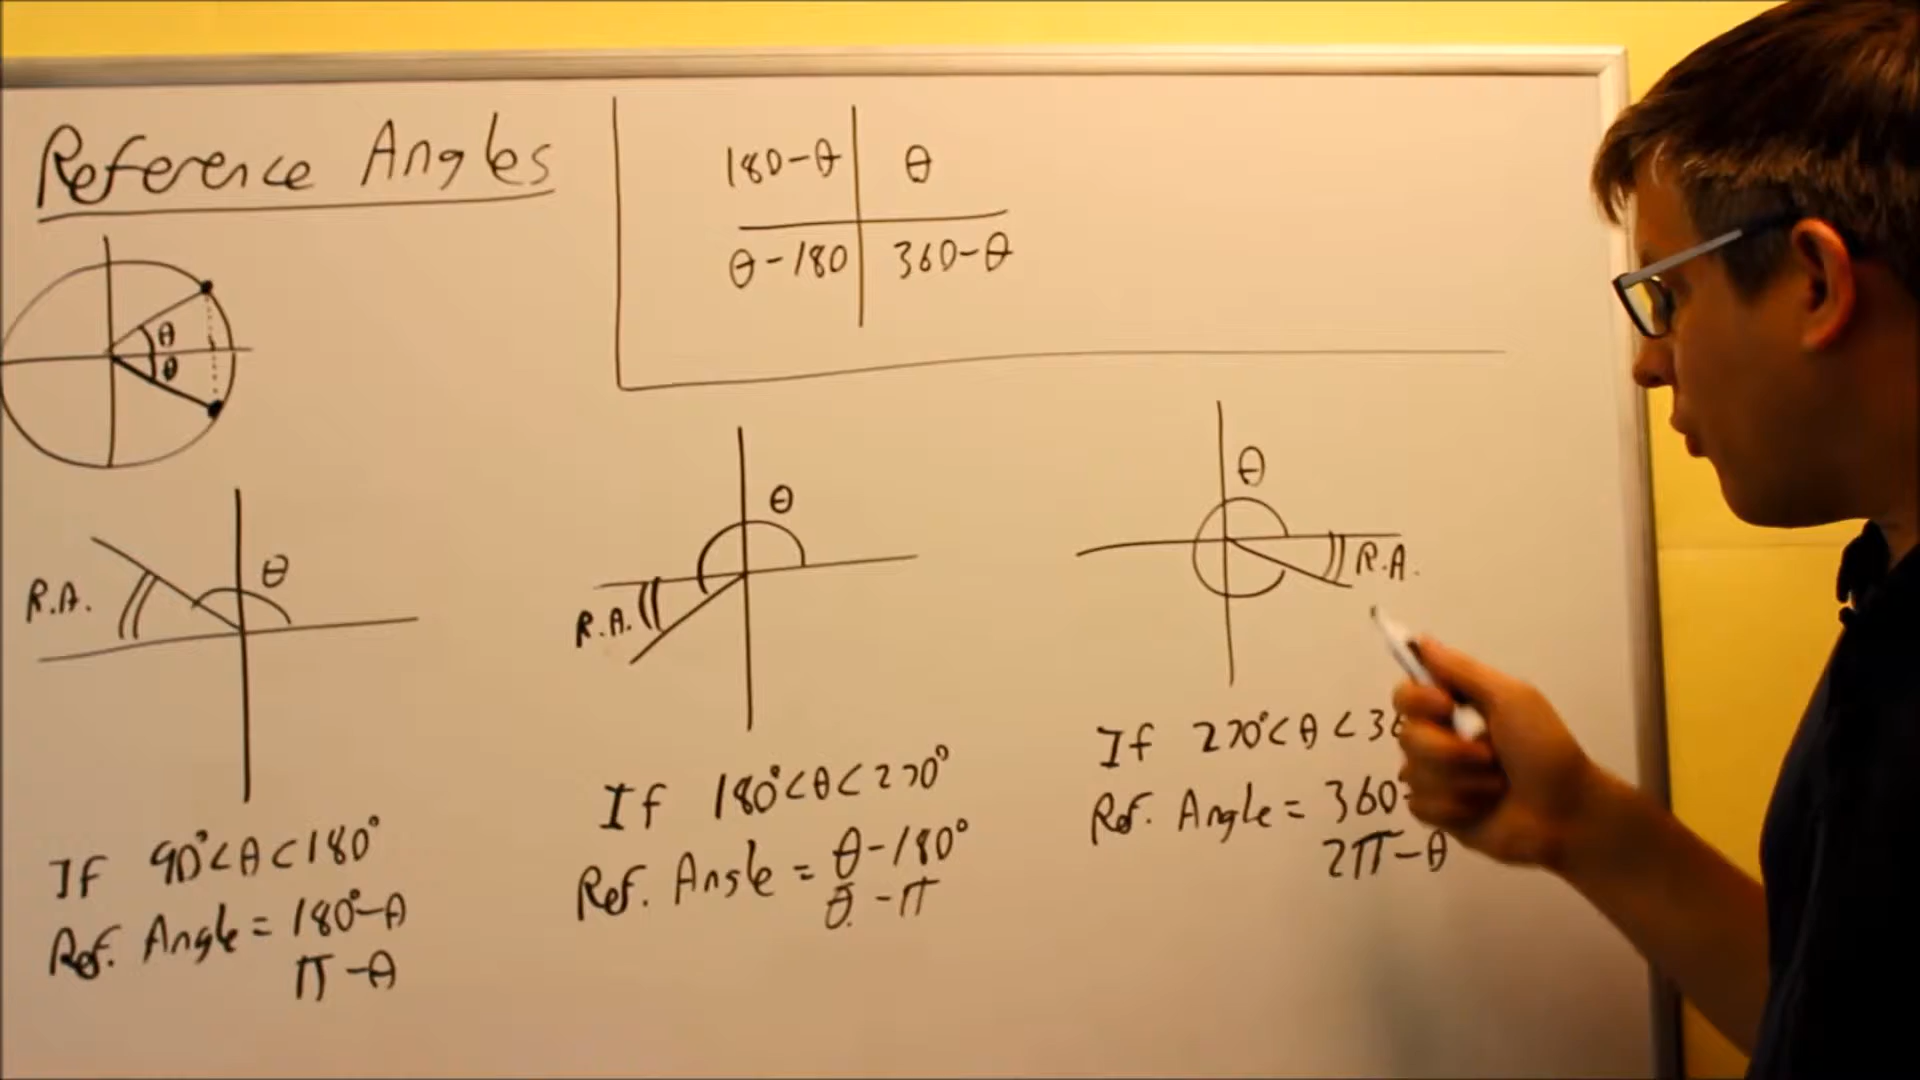 Reference Angles
180-θ θ
θ-180 360-θ
θ
θ
R.A. θ
If 90°<θ<180°
Ref. Angle = 180°-θ
π-θ
θ
R.A.
If 180°<θ<270°
Ref. Angle = θ-180°
θ-π
θ
R.A.
If 270°<θ<
Ref. Angle = 360
2π-θ